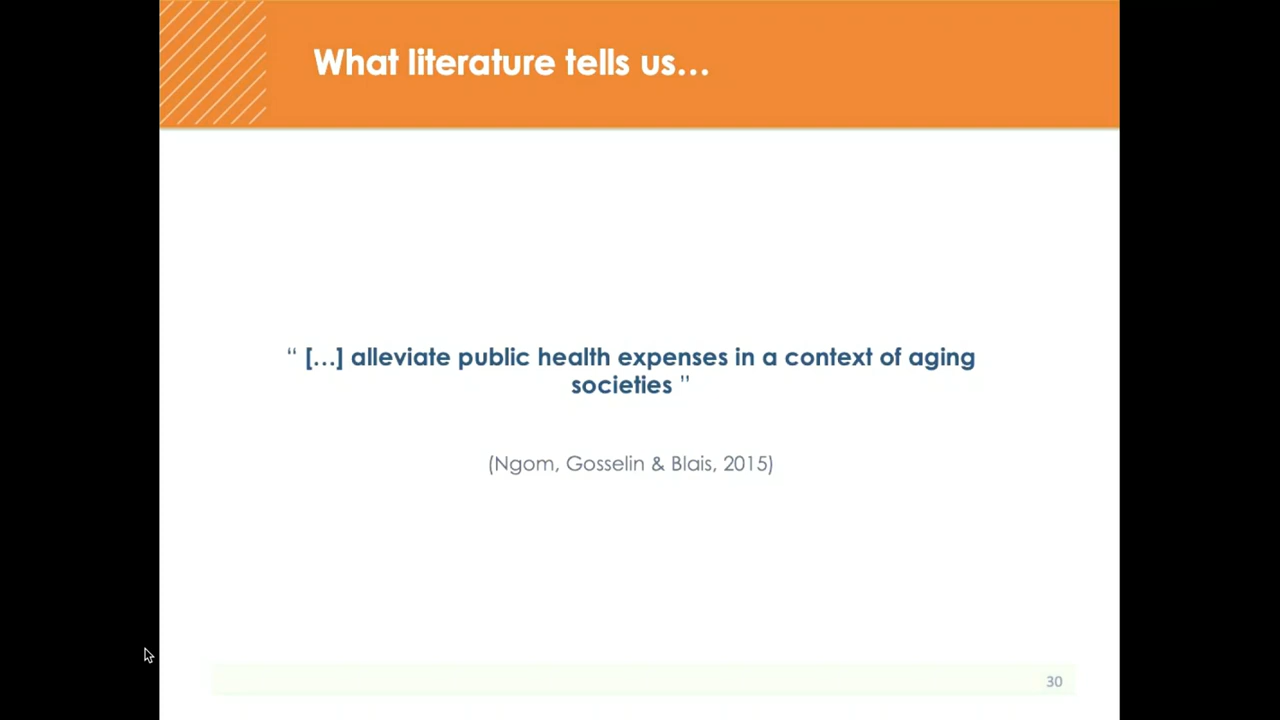 What literature tells us…
“ […] alleviate public health expenses in a context of aging
societies ”
(Ngom, Gosselin & Blais, 2015)
30